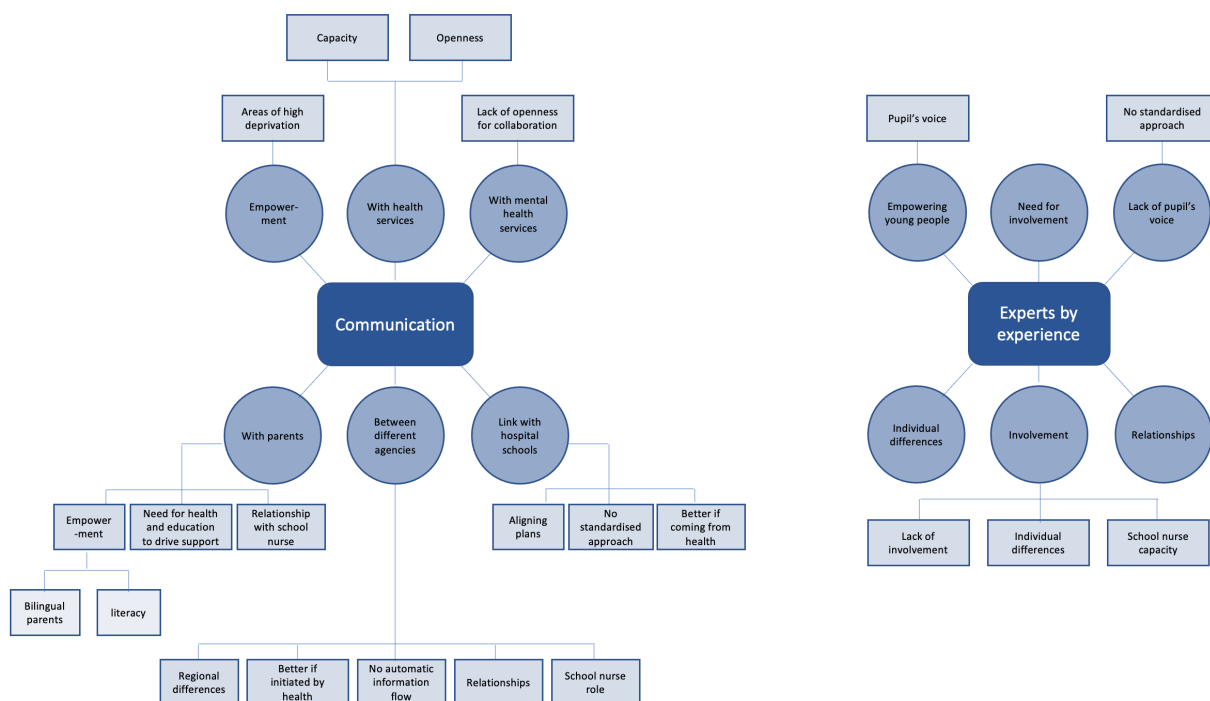 Capacity
Openness
Areas of high
deprivation
Lack of openness
for collaboration
Pupil's voice
No standardised
approach
Empower-
ment
With health
services
With mental
health
services
Empowering
young people
Need for
involvement
Lack of pupil's
voice
Communication
Experts by
experience
With parents
Between
different
agencies
Link with
hospital
schools
Individual
differences
Involvement
Relationships
Empower
-ment
Need for health
and education
to drive support
Relationship
with school
nurse
Aligning
plans
No
standardised
approach
Better if
coming from
health
Lack of
involvement
Individual
differences
School nurse
capacity
Bilingual
parents
literacy
Regional
differences
Better if
initiated by
health
No automatic
information
flow
Relationships
School nurse
role